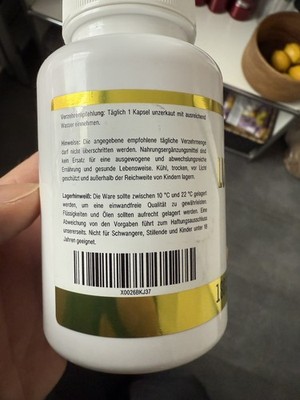 Verzehrempfehlung: Täglich 1 Kapsel unzerkaut mit ausreichend
Wasser einnehmen.
Hinweise: Die angegebene empfohlene tägliche Verzehrmenge
darf nicht überschritten werden. Nahrungsergänzungsmittel sind
kein Ersatz für eine ausgewogene und abwechslungsreiche
Ernährung und gesunde Lebensweise. Kühl, trocken, vor Licht
geschützt und außerhalb der Reichweite von Kindern lagern.
Lagerhinweiß: Die Ware sollte zwischen 10 °C und 22 °C gelagert
werden, um eine einwandfreie Qualität zu gewährleisten.
Flüssigkeiten und Ölen sollten aufrecht gelagert werden. Eine
Abweichung von den Vorgaben führt zum Haftungsausschluss
unsererseits. Nicht für Schwangere, Stillende und Kinder unter 18
Jahren geeignet.
X0026BKJ37